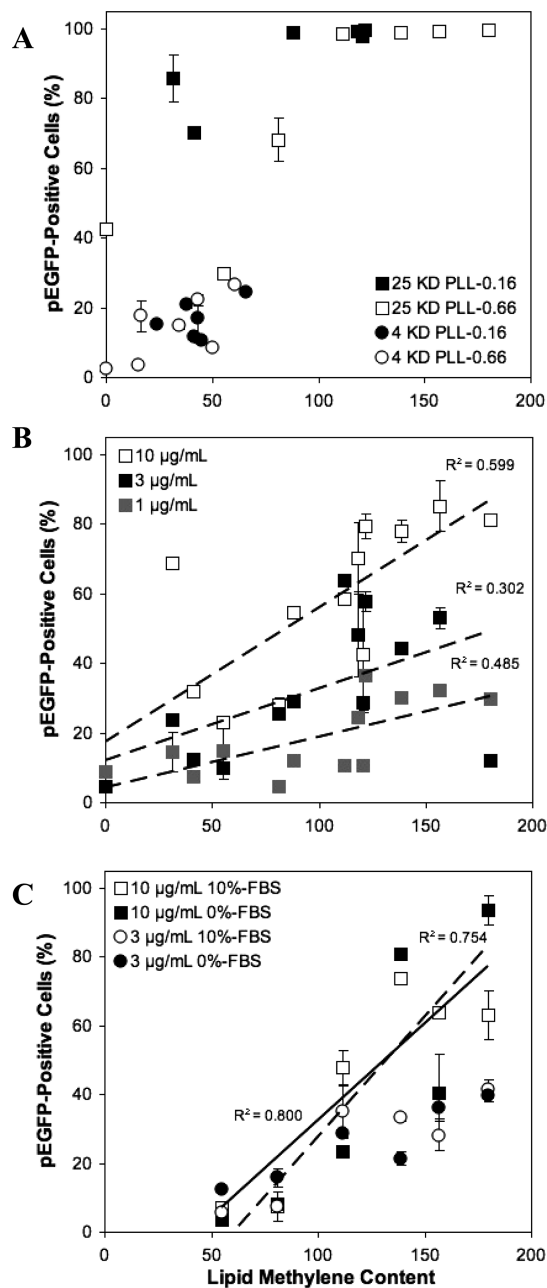 A
pEGFP-Positive Cells (%)
100
80
60
40
20
0
0
50
100
150
200
25 KD PLL-0.16
25 KD PLL-0.66
4 KD PLL-0.16
4 KD PLL-0.66
B
pEGFP-Positive Cells (%)
100
80
60
40
20
0
0
50
100
150
200
10 µg/mL
3 µg/mL
1 µg/mL
R² = 0.599
R² = 0.302
R² = 0.485
C
pEGFP-Positive Cells (%)
100
80
60
40
20
0
0
50
100
150
200
10 µg/mL 10%-FBS
10 µg/mL 0%-FBS
3 µg/mL 10%-FBS
3 µg/mL 0%-FBS
R² = 0.754
R² = 0.800
Lipid Methylene Content